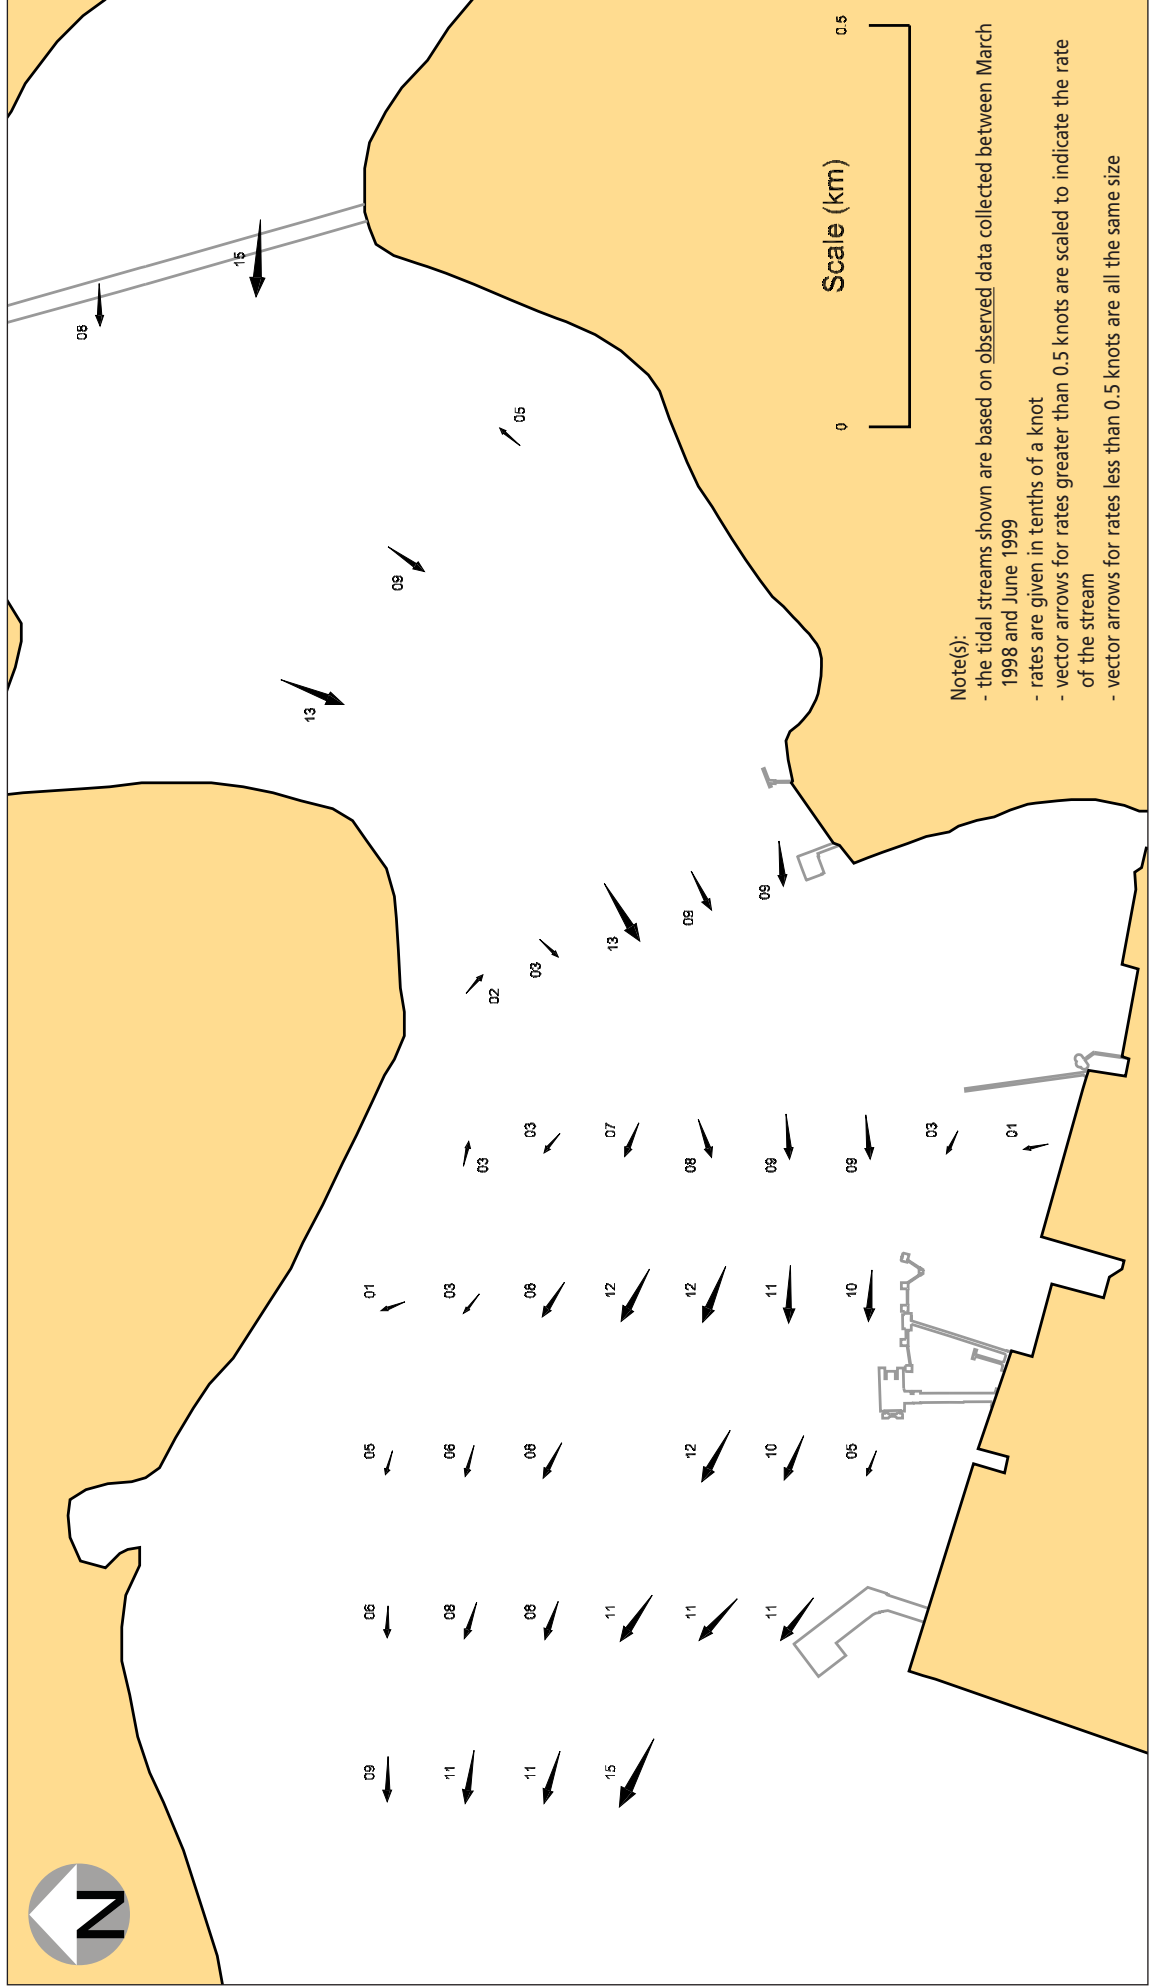 N
08
15
13
09 06 05 01
09
11 08 06 03
03
02
05
11 08 08 08 03 03
15 11 12 07 13
11 12 12 08 09
11 10 11 09 09
05 10 09
03
01
Scale (km)
0 0.5
Note(s):
- the tidal streams shown are based on observed data collected between March
1998 and June 1999
- rates are given in tenths of a knot
- vector arrows for rates greater than 0.5 knots are scaled to indicate the rate
of the stream
- vector arrows for rates less than 0.5 knots are all the same size